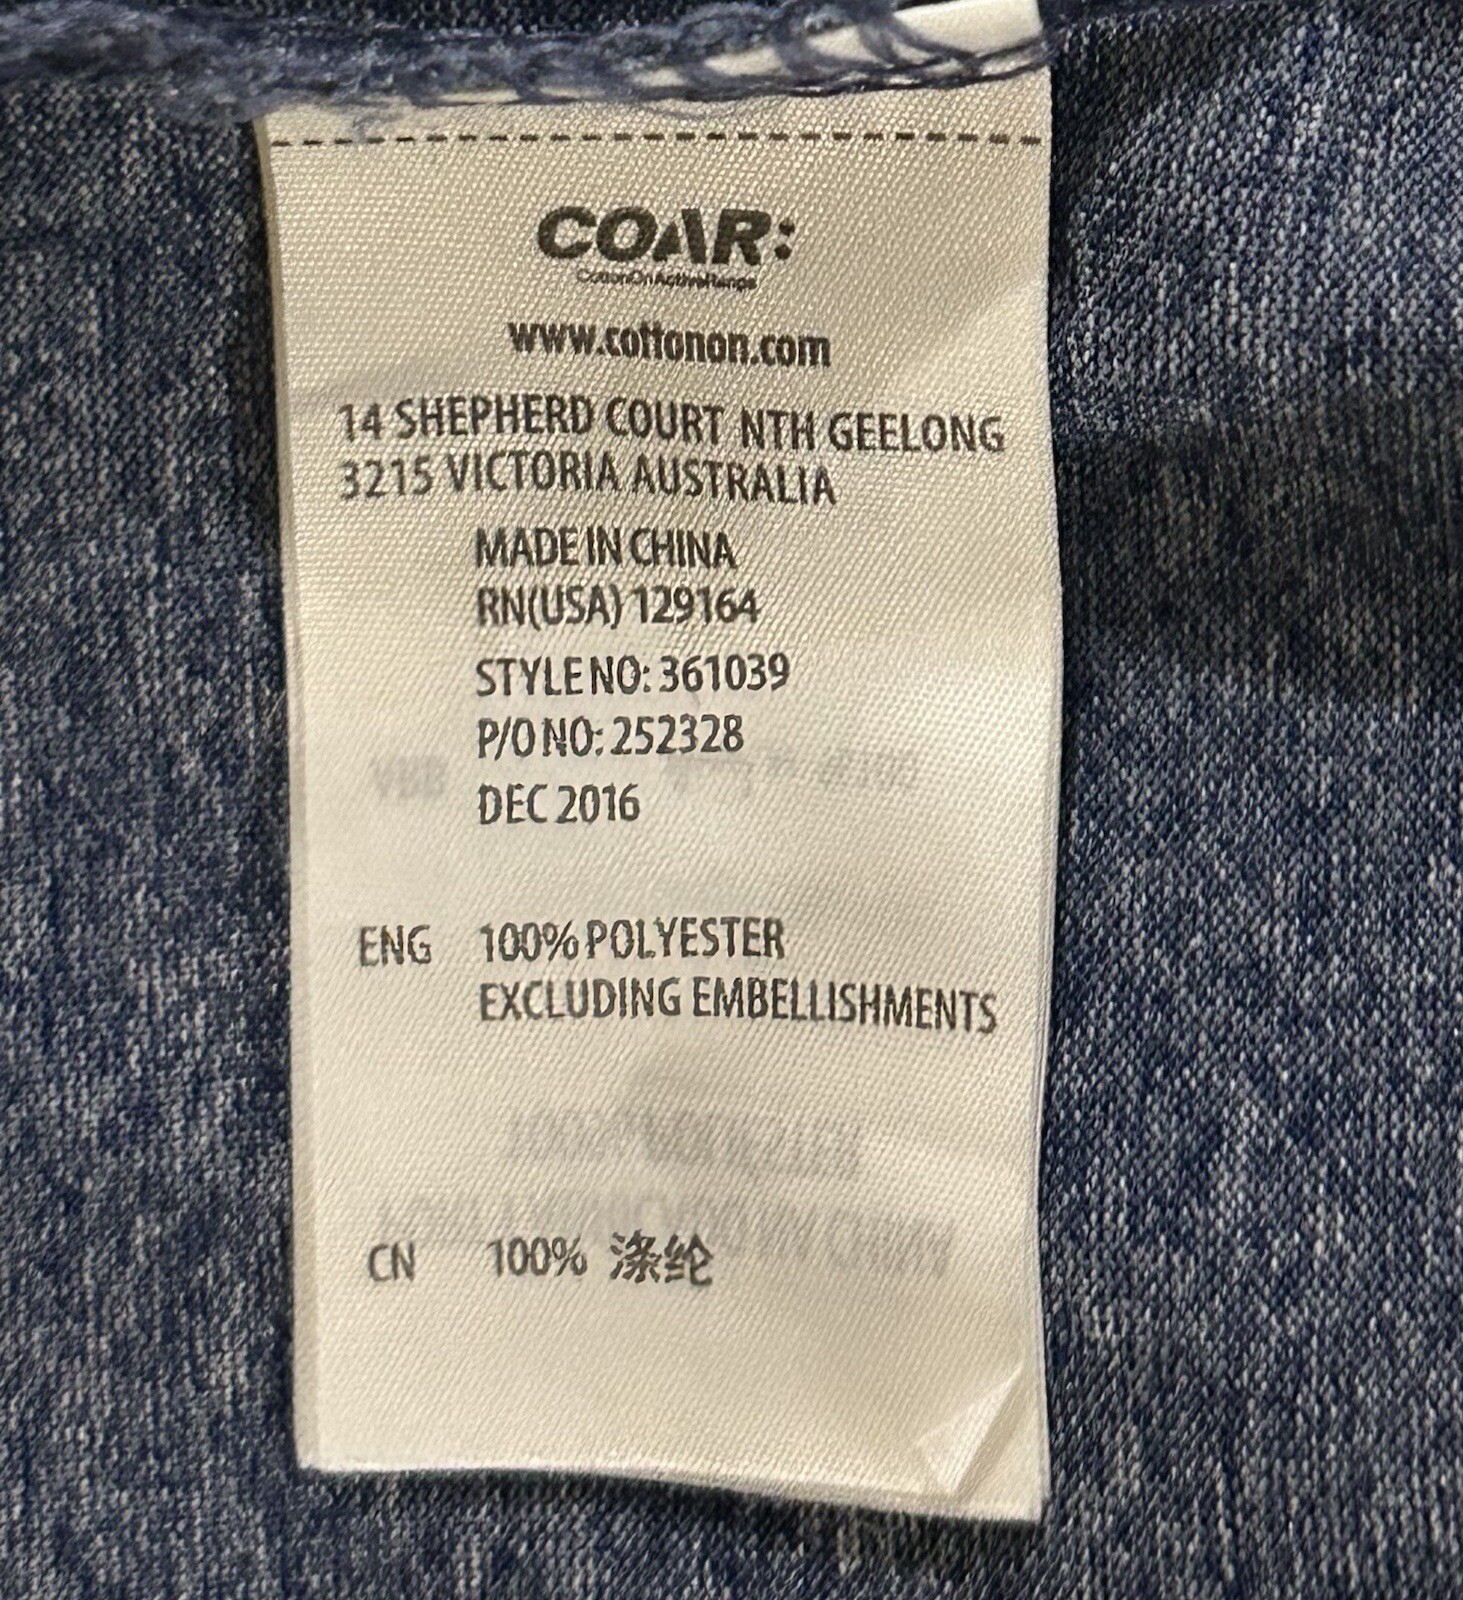 COAR:
CottonOnActiveRange
www.cottonon.com
14 SHEPHERD COURT NTH GEELONG
3215 VICTORIA AUSTRALIA
MADE IN CHINA
RN(USA) 129164
STYLE NO: 361039
P/O NO: 252328
DEC 2016
ENG 100% POLYESTER
EXCLUDING EMBELLISHMENTS
CN 100% 涤纶